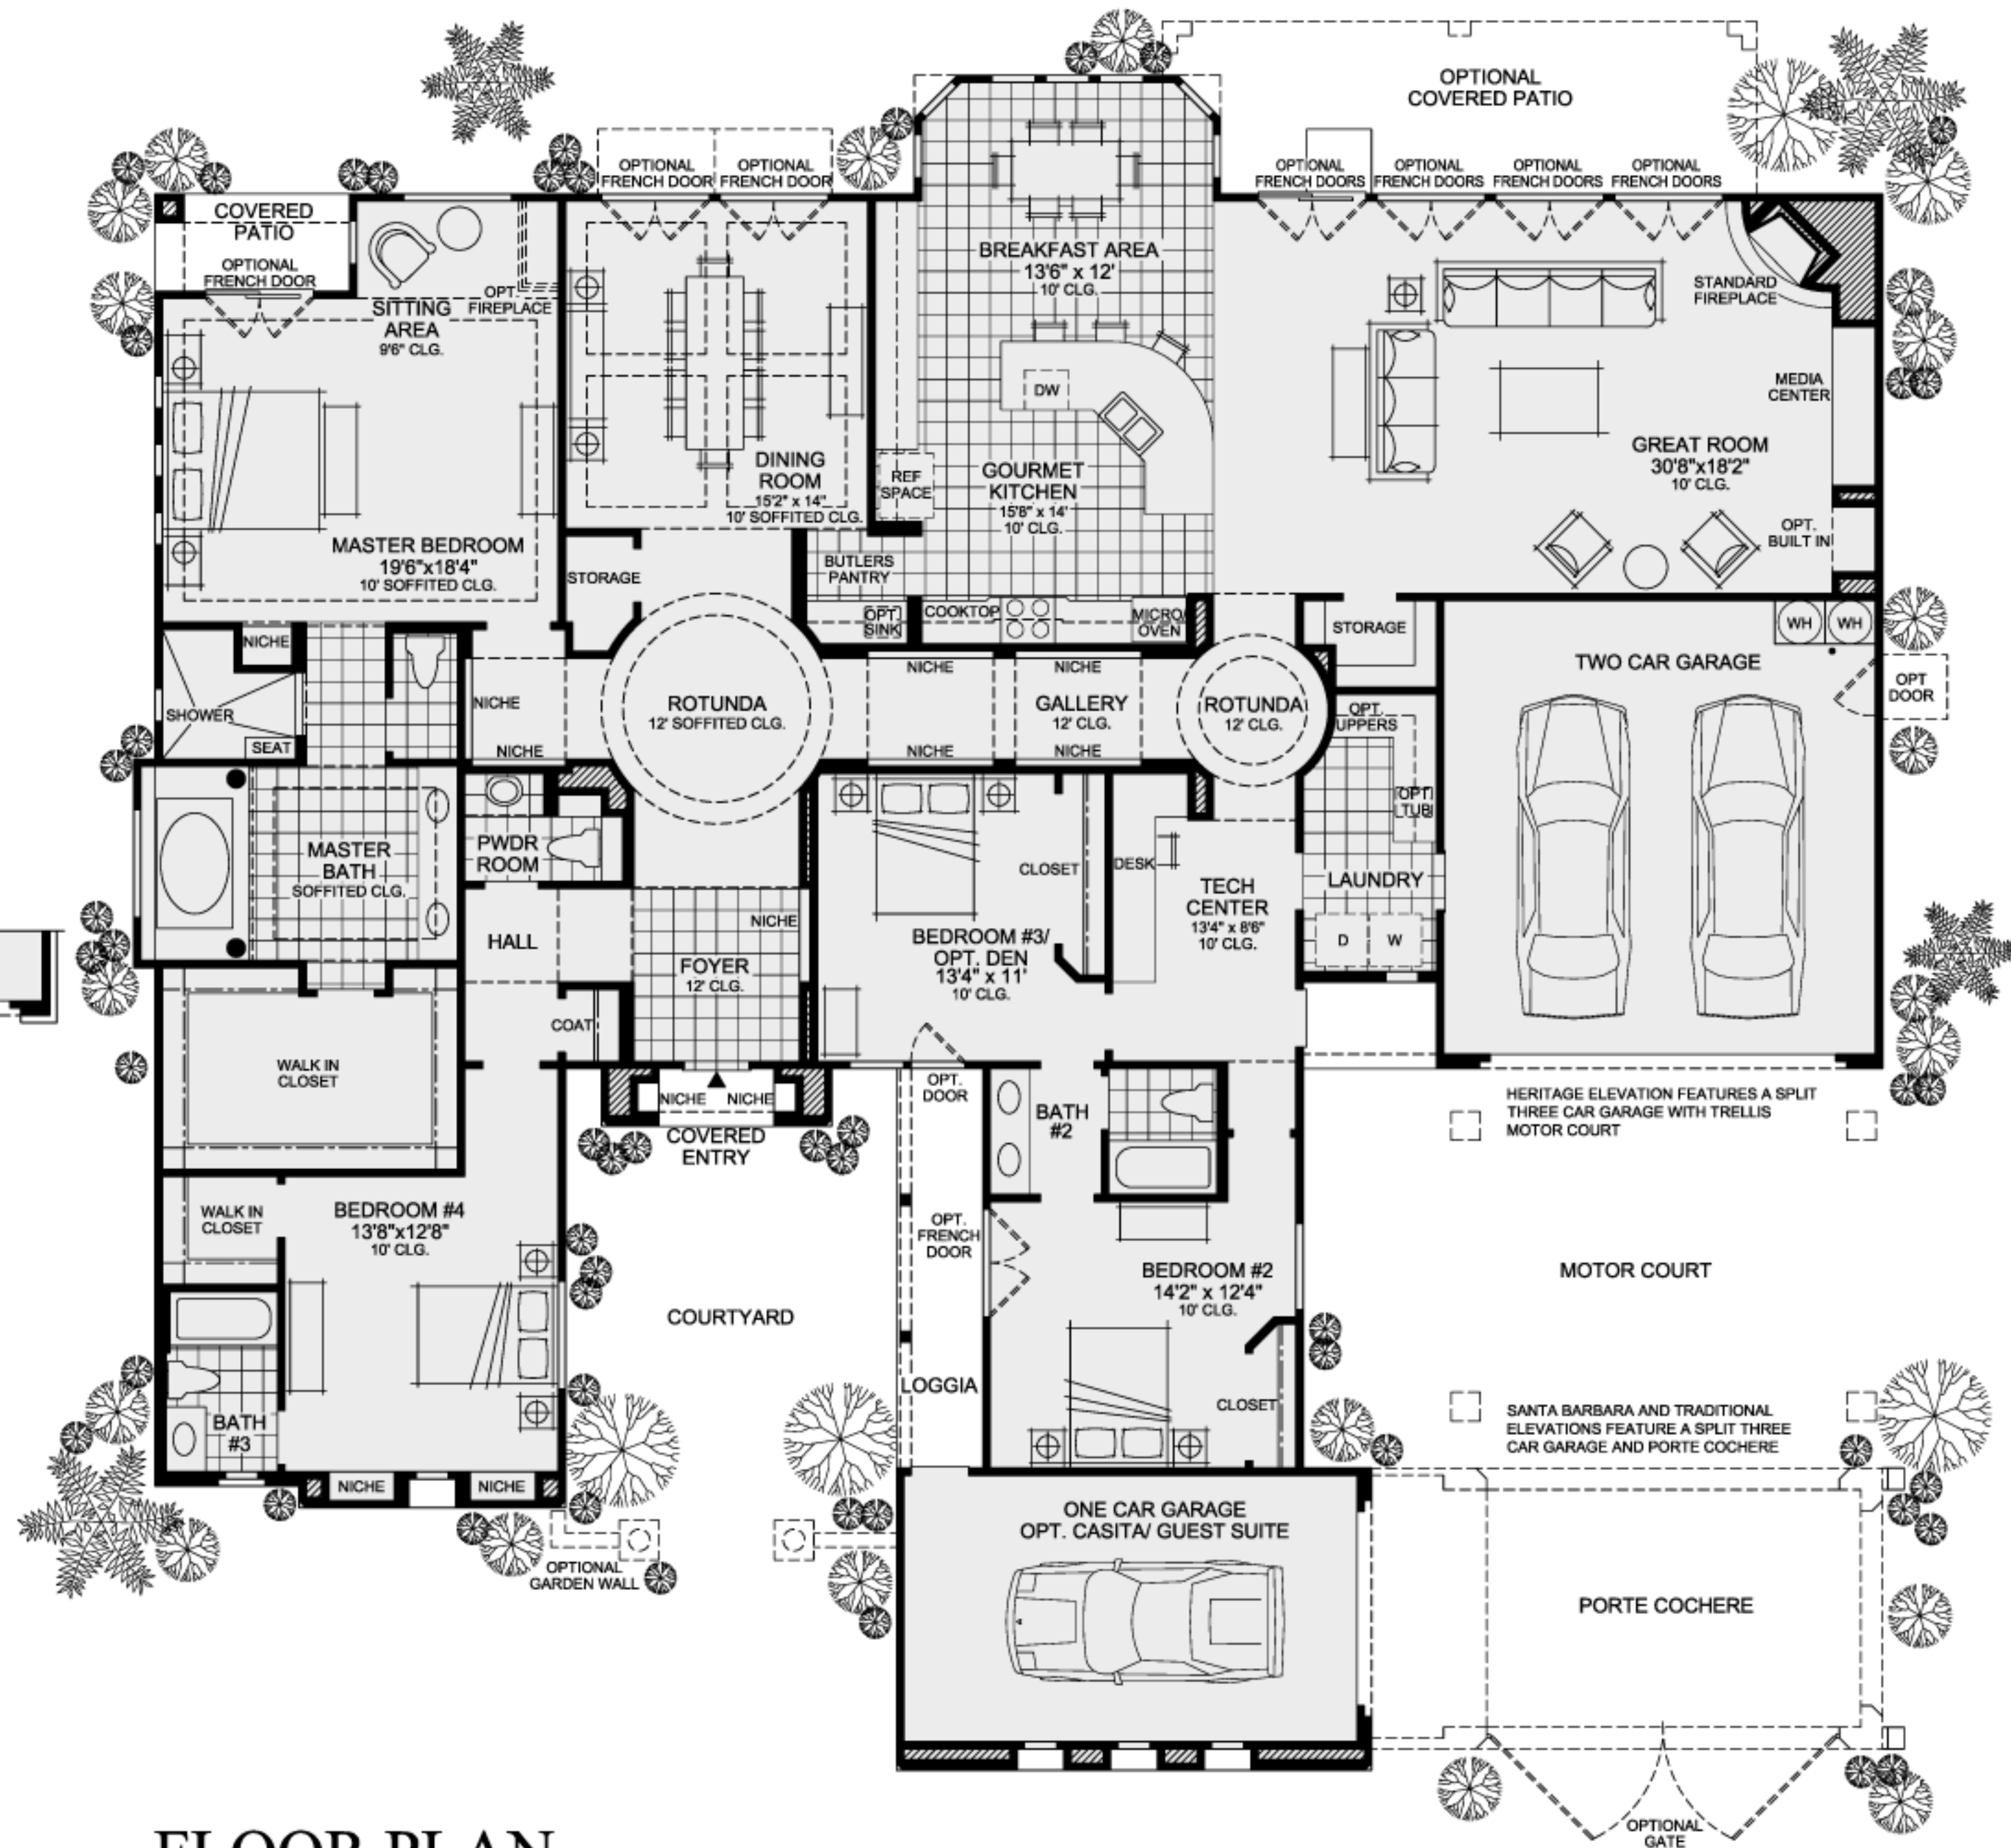 OPTIONAL
COVERED PATIO
OPTIONAL
FRENCH DOOR
OPTIONAL
FRENCH DOOR
OPTIONAL
FRENCH DOORS
OPTIONAL
FRENCH DOORS
OPTIONAL
FRENCH DOORS
OPTIONAL
FRENCH DOORS
COVERED
PATIO
OPTIONAL
FRENCH DOOR
SITTING
AREA
9'6" CLG.
OPT.
FIREPLACE
BREAKFAST AREA
13'6" x 12'
10' CLG.
STANDARD
FIREPLACE
DW
MEDIA
CENTER
GREAT ROOM
30'8"x18'2"
10' CLG.
DINING
ROOM
15'2" x 14"
10' SOFFITED CLG.
REF
SPACE
GOURMET
KITCHEN
15'8" x 14'
10' CLG.
OPT.
BUILT IN
MASTER BEDROOM
19'6"x18'4"
10' SOFFITED CLG.
STORAGE
BUTLERS
PANTRY
OPT.
SINK
COOKTOP
MICRO/
OVEN
STORAGE
WH
WH
TWO CAR GARAGE
OPT
DOOR
NICHE
SHOWER
SEAT
NICHE
NICHE
ROTUNDA
12' SOFFITED CLG.
NICHE
NICHE
GALLERY
12' CLG.
NICHE
NICHE
ROTUNDA
12' CLG.
OPT.
UPPERS
OPT
TUB
MASTER
BATH
SOFFITED CLG.
PWDR
ROOM
CLOSET
DESK
TECH
CENTER
13'4" x 8'6"
10' CLG.
LAUNDRY
D
W
HALL
NICHE
FOYER
12' CLG.
BEDROOM #3/
OPT. DEN
13'4" x 11'
10' CLG.
COAT
WALK IN
CLOSET
NICHE
NICHE
COVERED
ENTRY
OPT.
DOOR
BATH
#2
HERITAGE ELEVATION FEATURES A SPLIT
THREE CAR GARAGE WITH TRELLIS
MOTOR COURT
WALK IN
CLOSET
BEDROOM #4
13'8"x12'8"
10' CLG.
OPT.
FRENCH
DOOR
BEDROOM #2
14'2" x 12'4"
10' CLG.
MOTOR COURT
COURTYARD
LOGGIA
CLOSET
BATH
#3
SANTA BARBARA AND TRADITIONAL
ELEVATIONS FEATURE A SPLIT THREE
CAR GARAGE AND PORTE COCHERE
NICHE
NICHE
OPTIONAL
GARDEN WALL
ONE CAR GARAGE
OPT. CASITA/ GUEST SUITE
PORTE COCHERE
OPTIONAL
GATE
FLOOR PLAN